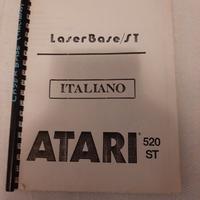 LaserBase/ST
ITALIANO
ATARI® 520
ST